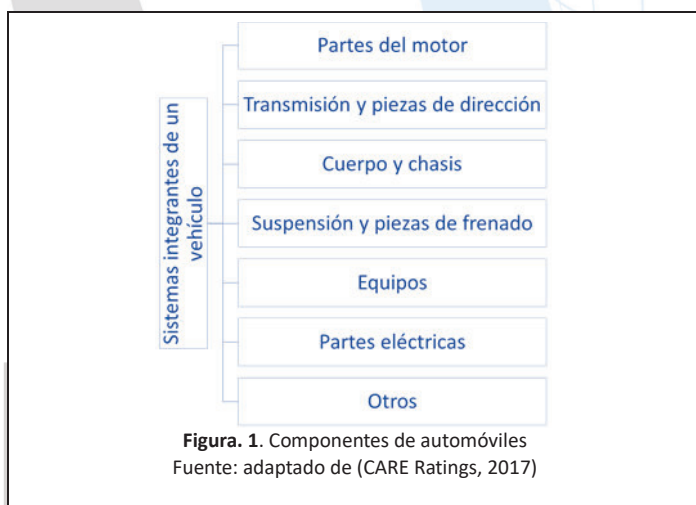 Sistemas integrantes de un
vehículo
Partes del motor
Transmisión y piezas de dirección
Cuerpo y chasis
Suspensión y piezas de frenado
Equipos
Partes eléctricas
Otros
Figura. 1. Componentes de automóviles
Fuente: adaptado de (CARE Ratings, 2017)